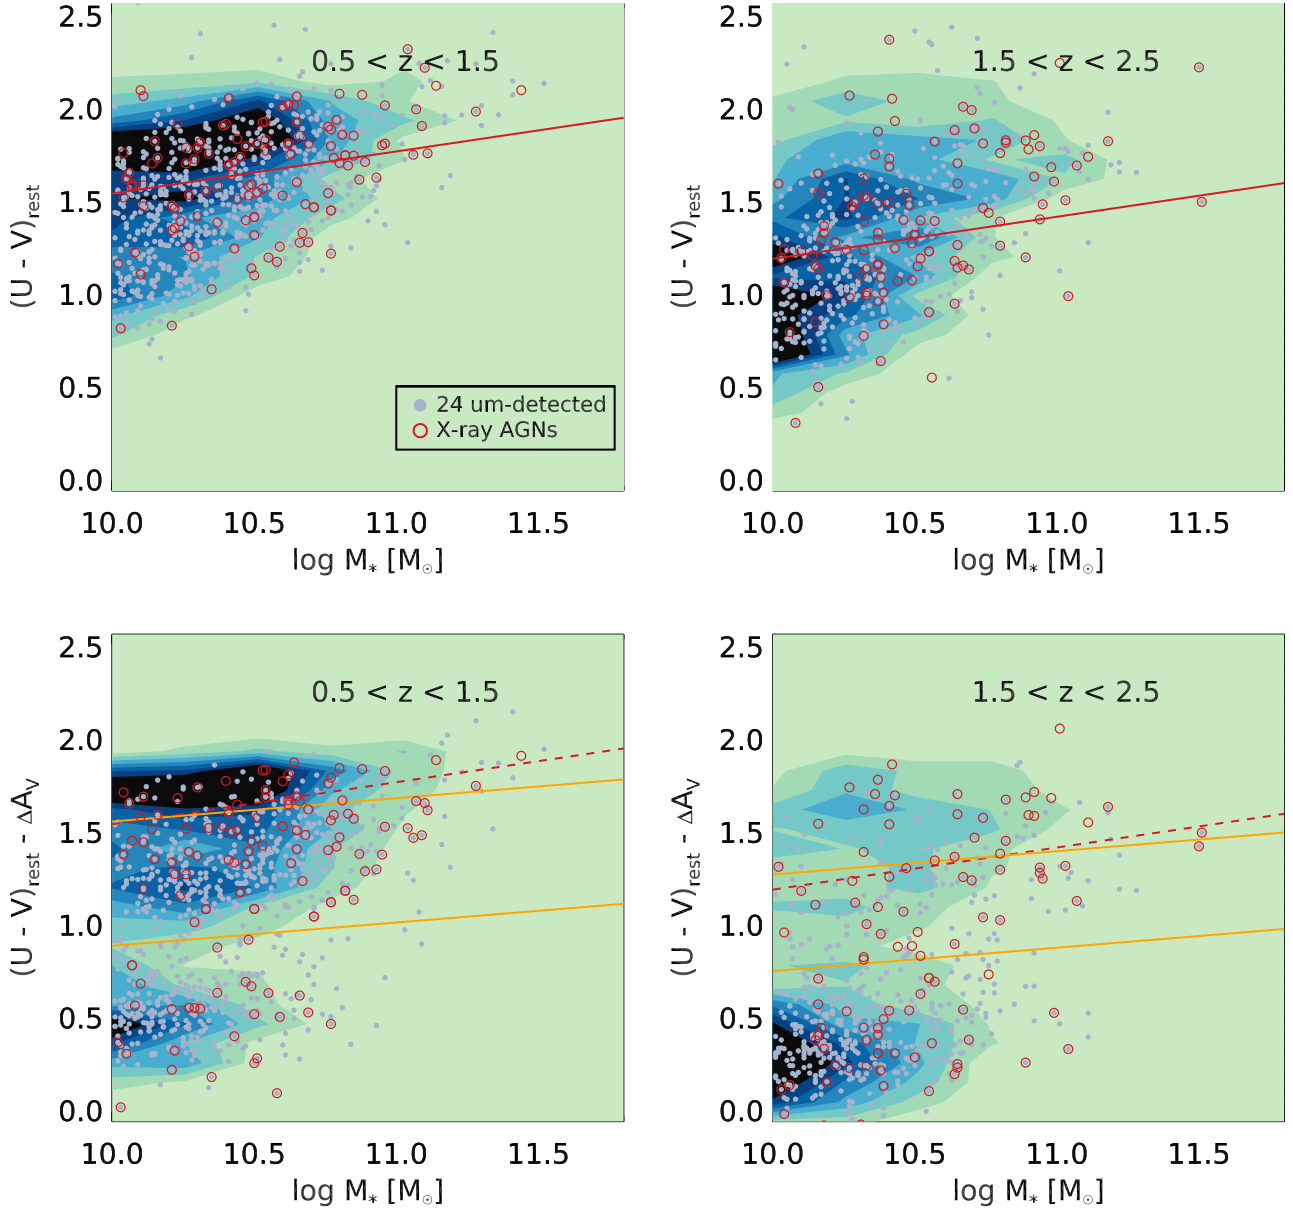 0.5 < z < 1.5
2.5
2.0
1.5
1.0
0.5
0.0
(U - V)rest
24 um-detected
X-ray AGNs
10.0 10.5 11.0 11.5
log M* [M☉]
1.5 < z < 2.5
2.5
2.0
1.5
1.0
0.5
0.0
(U - V)rest
10.0 10.5 11.0 11.5
log M* [M☉]
0.5 < z < 1.5
2.5
2.0
1.5
1.0
0.5
0.0
(U - V)rest - ΔAV
10.0 10.5 11.0 11.5
log M* [M☉]
1.5 < z < 2.5
2.5
2.0
1.5
1.0
0.5
0.0
(U - V)rest - ΔAV
10.0 10.5 11.0 11.5
log M* [M☉]